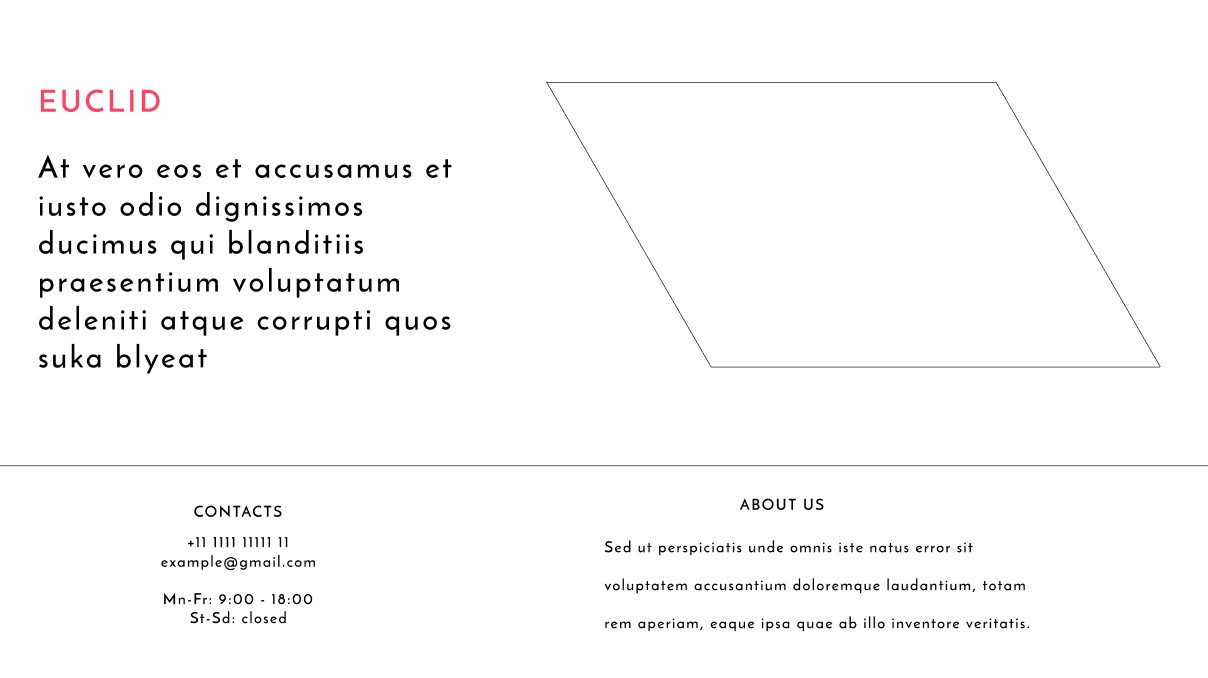 EUCLID
At vero eos et accusamus et
iusto odio dignissimos
ducimus qui blanditiis
praesentium voluptatum
deleniti atque corrupti quos
suka blyeat
CONTACTS
+11 1111 11111 11
example@gmail.com
Mn-Fr: 9:00 - 18:00
St-Sd: closed
ABOUT US
Sed ut perspiciatis unde omnis iste natus error sit
voluptatem accusantium doloremque laudantium, totam
rem aperiam, eaque ipsa quae ab illo inventore veritatis.